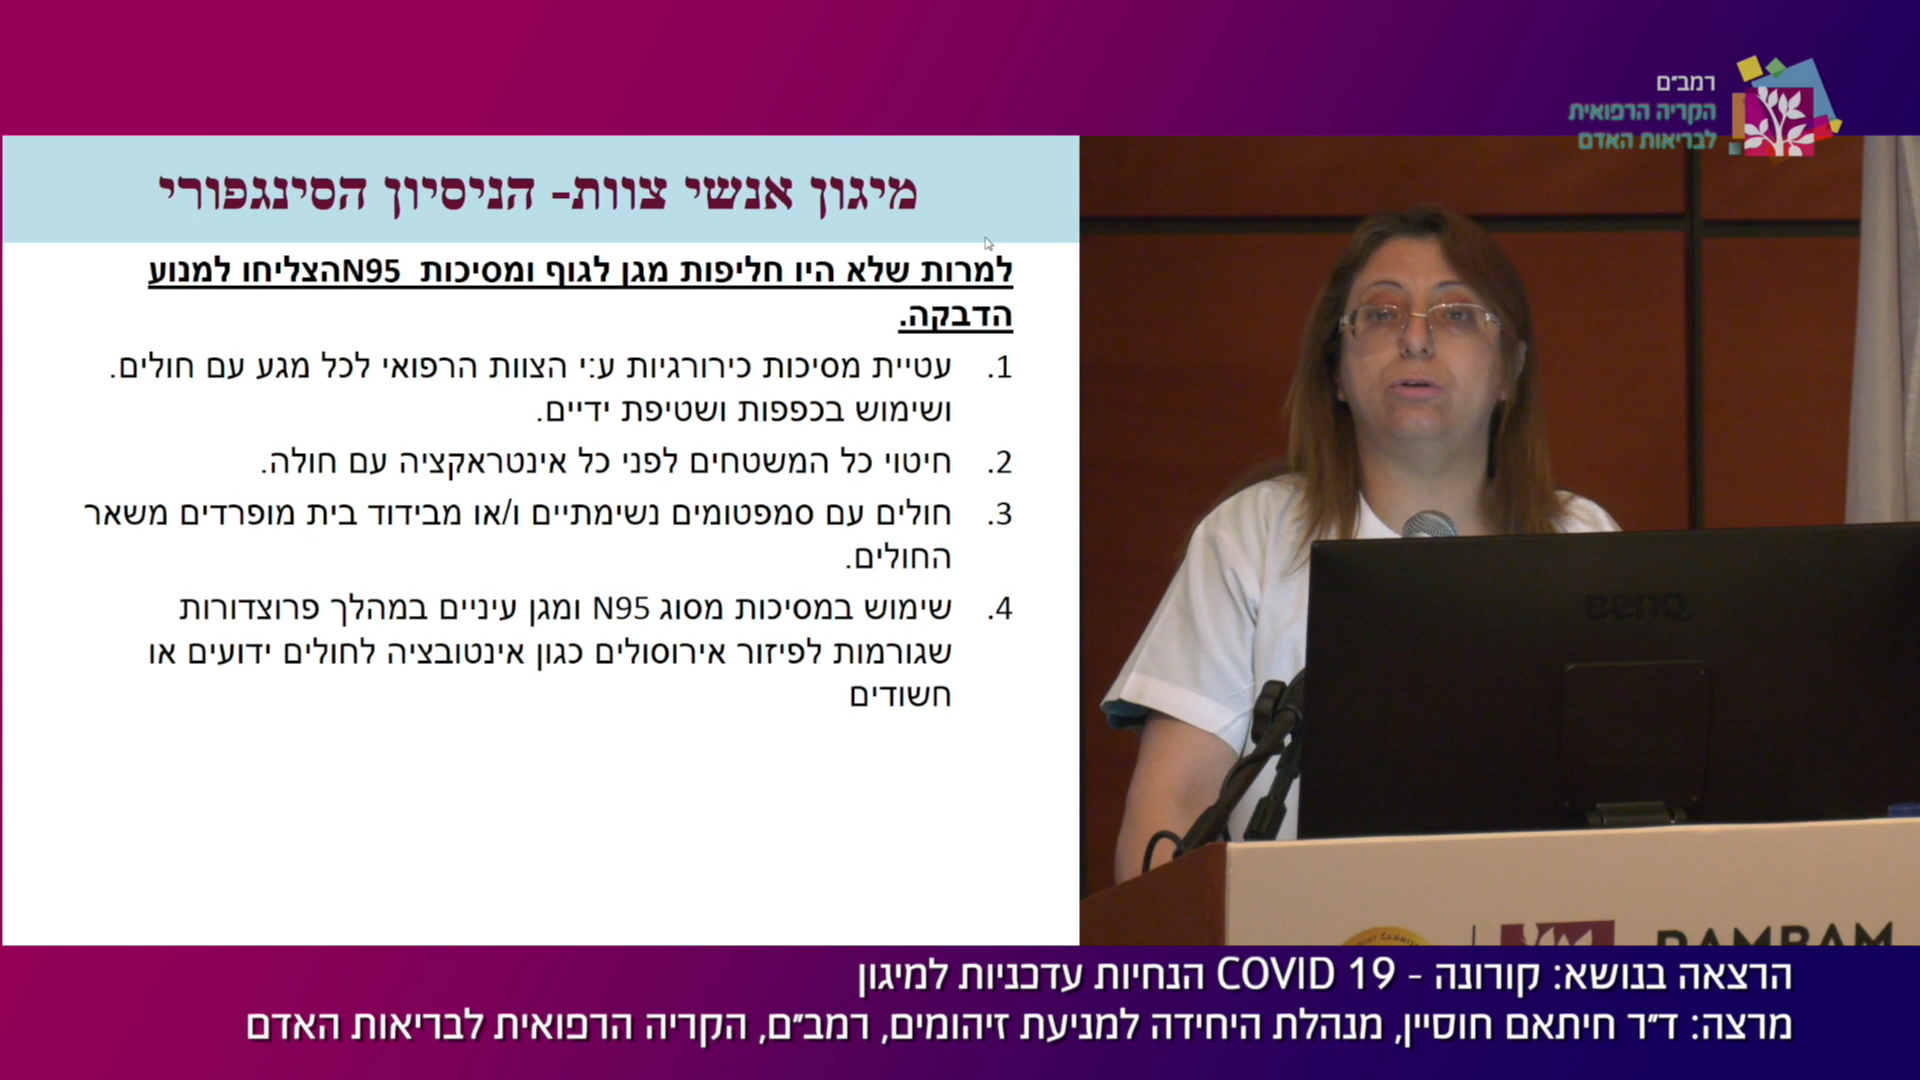 רמב״ם
הקריה הרפואית
לבריאות האדם
מיגון אנשי צוות- הניסיון הסינגפורי
למרות שלא היו חליפות מגן לגוף ומסיכות N95הצליחו למנוע
הדבקה.
1. עטיית מסיכות כירורגיות ע:י הצוות הרפואי לכל מגע עם חולים.
ושימוש בכפפות ושטיפת ידיים.
2. חיטוי כל המשטחים לפני כל אינטראקציה עם חולה.
3. חולים עם סמפטומים נשימתיים ו/או מבידוד בית מופרדים משאר
החולים.
4. שימוש במסיכות מסוג N95 ומגן עיניים במהלך פרוצדורות
שגורמות לפיזור אירוסולים כגון אינטובציה לחולים ידועים או
חשודים
BenQ
RAMBAM
הרצאה בנושא: קורונה - COVID 19 הנחיות עדכניות למיגון
מרצה: ד״ר חיתאם חוסיין, מנהלת היחידה למניעת זיהומים, רמב״ם, הקריה הרפואית לבריאות האדם